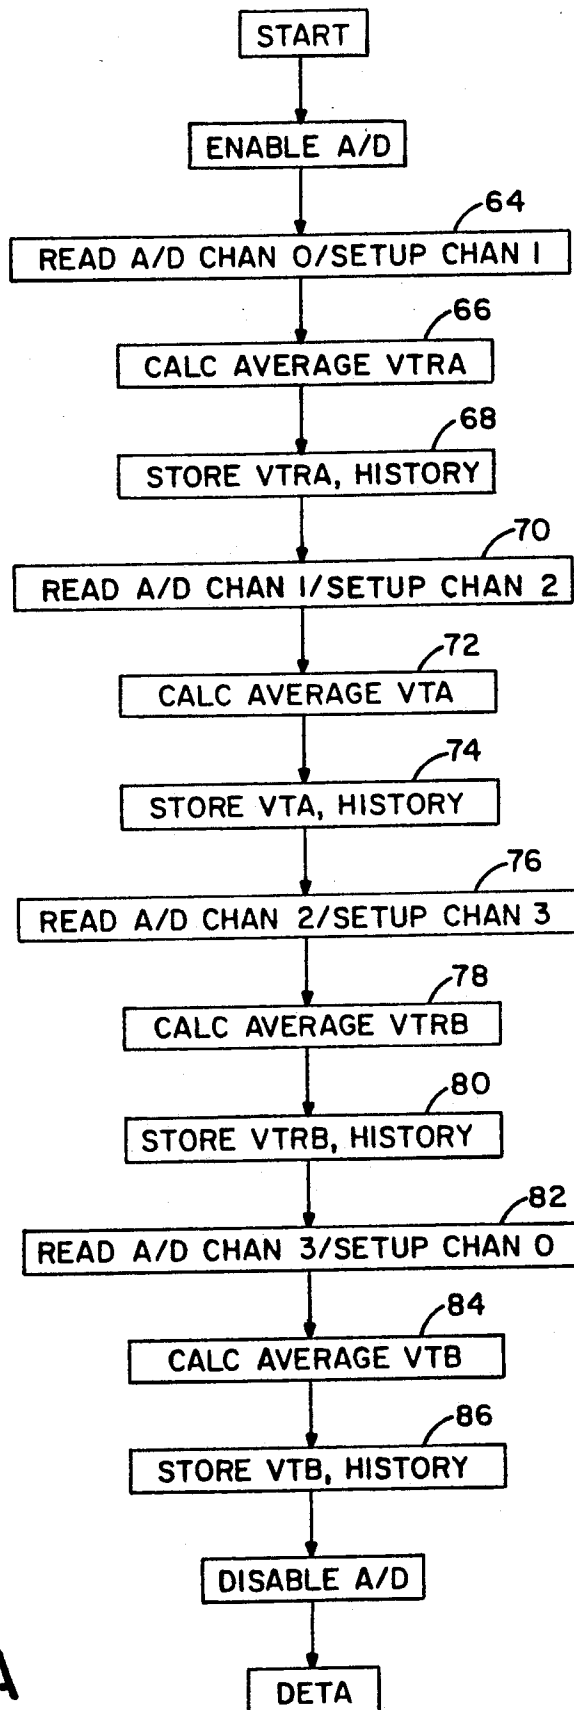 START
ENABLE A/D
64
READ A/D CHAN 0/SETUP CHAN 1
66
CALC AVERAGE VTRA
68
STORE VTRA, HISTORY
70
READ A/D CHAN 1/SETUP CHAN 2
72
CALC AVERAGE VTA
74
STORE VTA, HISTORY
76
READ A/D CHAN 2/SETUP CHAN 3
78
CALC AVERAGE VTRB
80
STORE VTRB, HISTORY
82
READ A/D CHAN 3/SETUP CHAN 0
84
CALC AVERAGE VTB
86
STORE VTB, HISTORY
DISABLE A/D
A
DETA